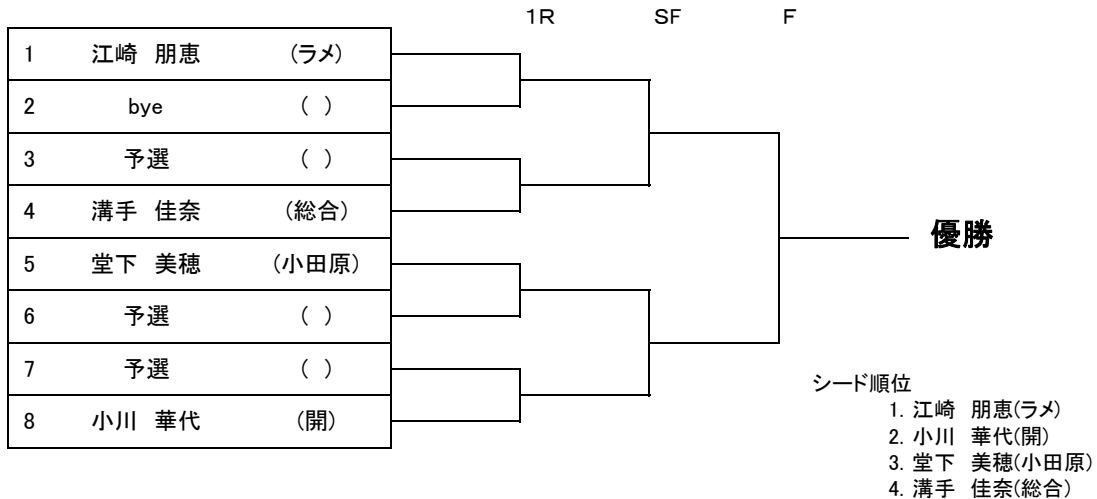 1R SF F
1 江崎 朋恵 (ラメ)
2 bye ( )
3 予選 ( )
4 溝手 佳奈 (総合)
5 堂下 美穂 (小田原)
6 予選 ( )
7 予選 ( )
8 小川 華代 (開)
優勝
シード順位
1. 江崎 朋恵(ラメ)
2. 小川 華代(開)
3. 堂下 美穂(小田原)
4. 溝手 佳奈(総合)